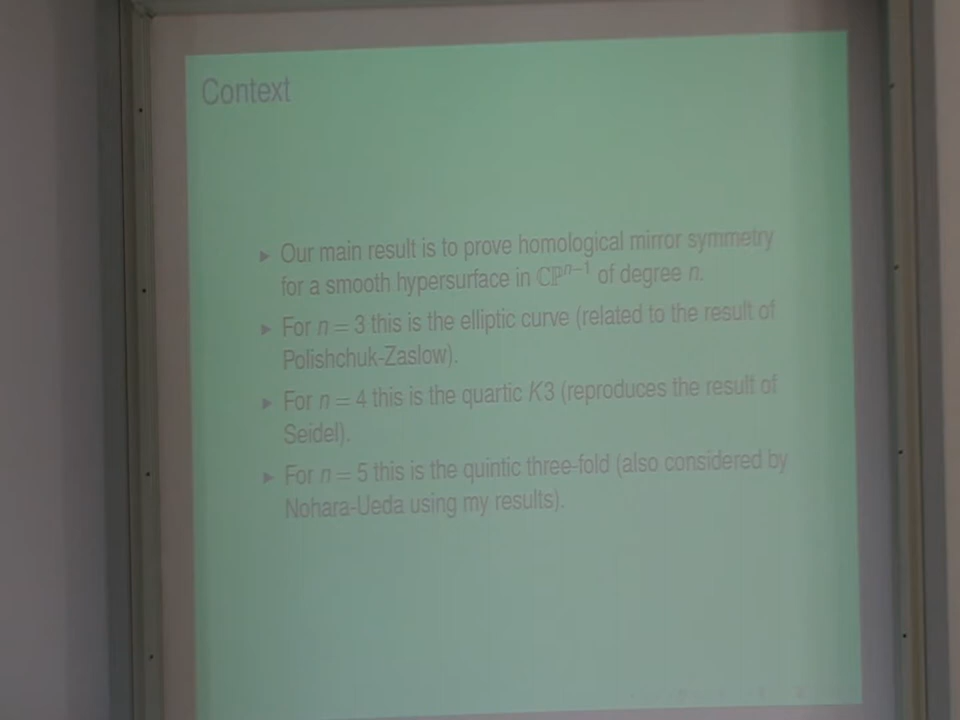 Context
▸ Our main result is to prove homological mirror symmetry
for a smooth hypersurface in ℂℙⁿ⁻¹ of degree n.
▸ For n = 3 this is the elliptic curve (related to the result of
Polishchuk-Zaslow).
▸ For n = 4 this is the quartic K3 (reproduces the result of
Seidel).
▸ For n = 5 this is the quintic three-fold (also considered by
Nohara-Ueda using my results).